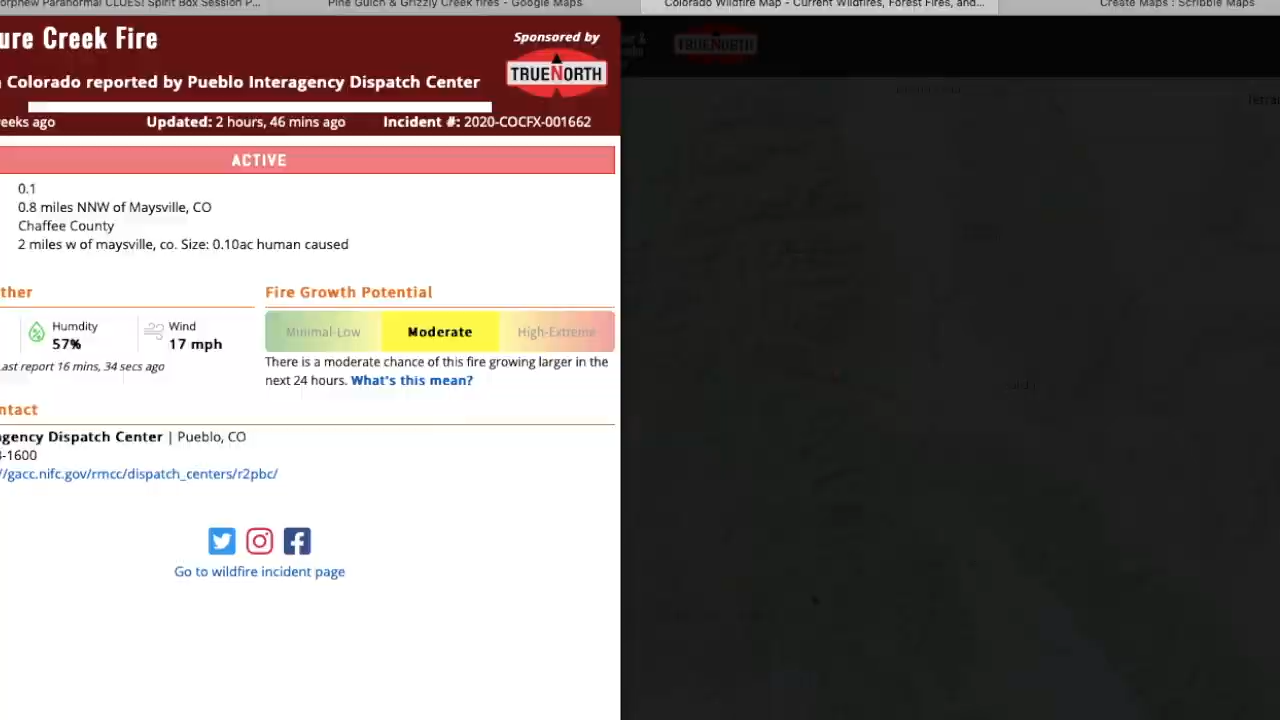 orphew Paranormal CLUES! Spirit Box Session P...
Pine Gulch & Grizzly Creek fires - Google Maps
Colorado Wildfire Map - Current Wildfires, Forest Fires, and...
Create Maps : Scribble Maps
ure Creek Fire
Sponsored by
TRUENORTH
Colorado reported by Pueblo Interagency Dispatch Center
eeks ago
Updated: 2 hours, 46 mins ago
Incident #: 2020-COCFX-001662
ACTIVE
0.1
0.8 miles NNW of Maysville, CO
Chaffee County
2 miles w of maysville, co. Size: 0.10ac human caused
ther
Fire Growth Potential
Humdity
57%
Wind
17 mph
ast report 16 mins, 34 secs ago
Minimal-Low
Moderate
High-Extreme
There is a moderate chance of this fire growing larger in the
next 24 hours. What's this mean?
ntact
gency Dispatch Center | Pueblo, CO
-1600
//gacc.nifc.gov/rmcc/dispatch_centers/r2pbc/
Go to wildfire incident page
TRUENORTH